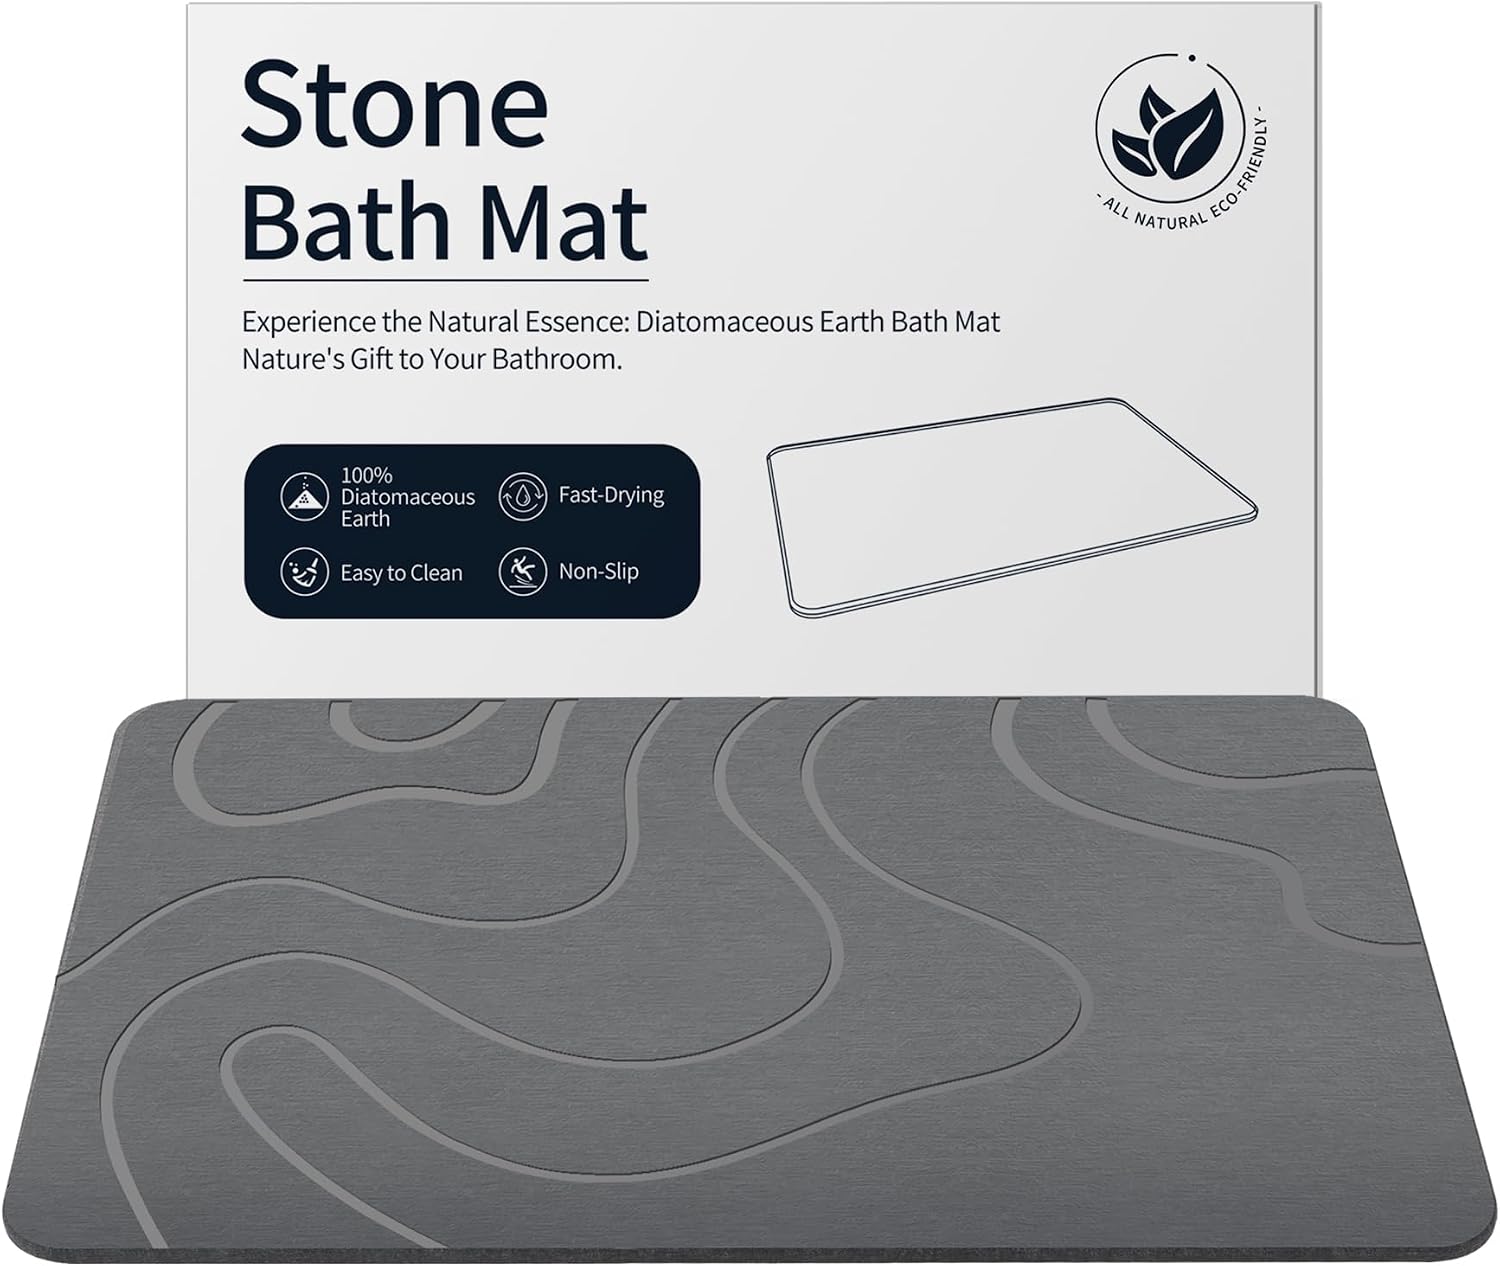 Stone
Bath Mat
- ALL NATURAL ECO-FRIENDLY -
Experience the Natural Essence: Diatomaceous Earth Bath Mat
Nature's Gift to Your Bathroom.
100%
Diatomaceous
Earth
Fast-Drying
Easy to Clean
Non-Slip